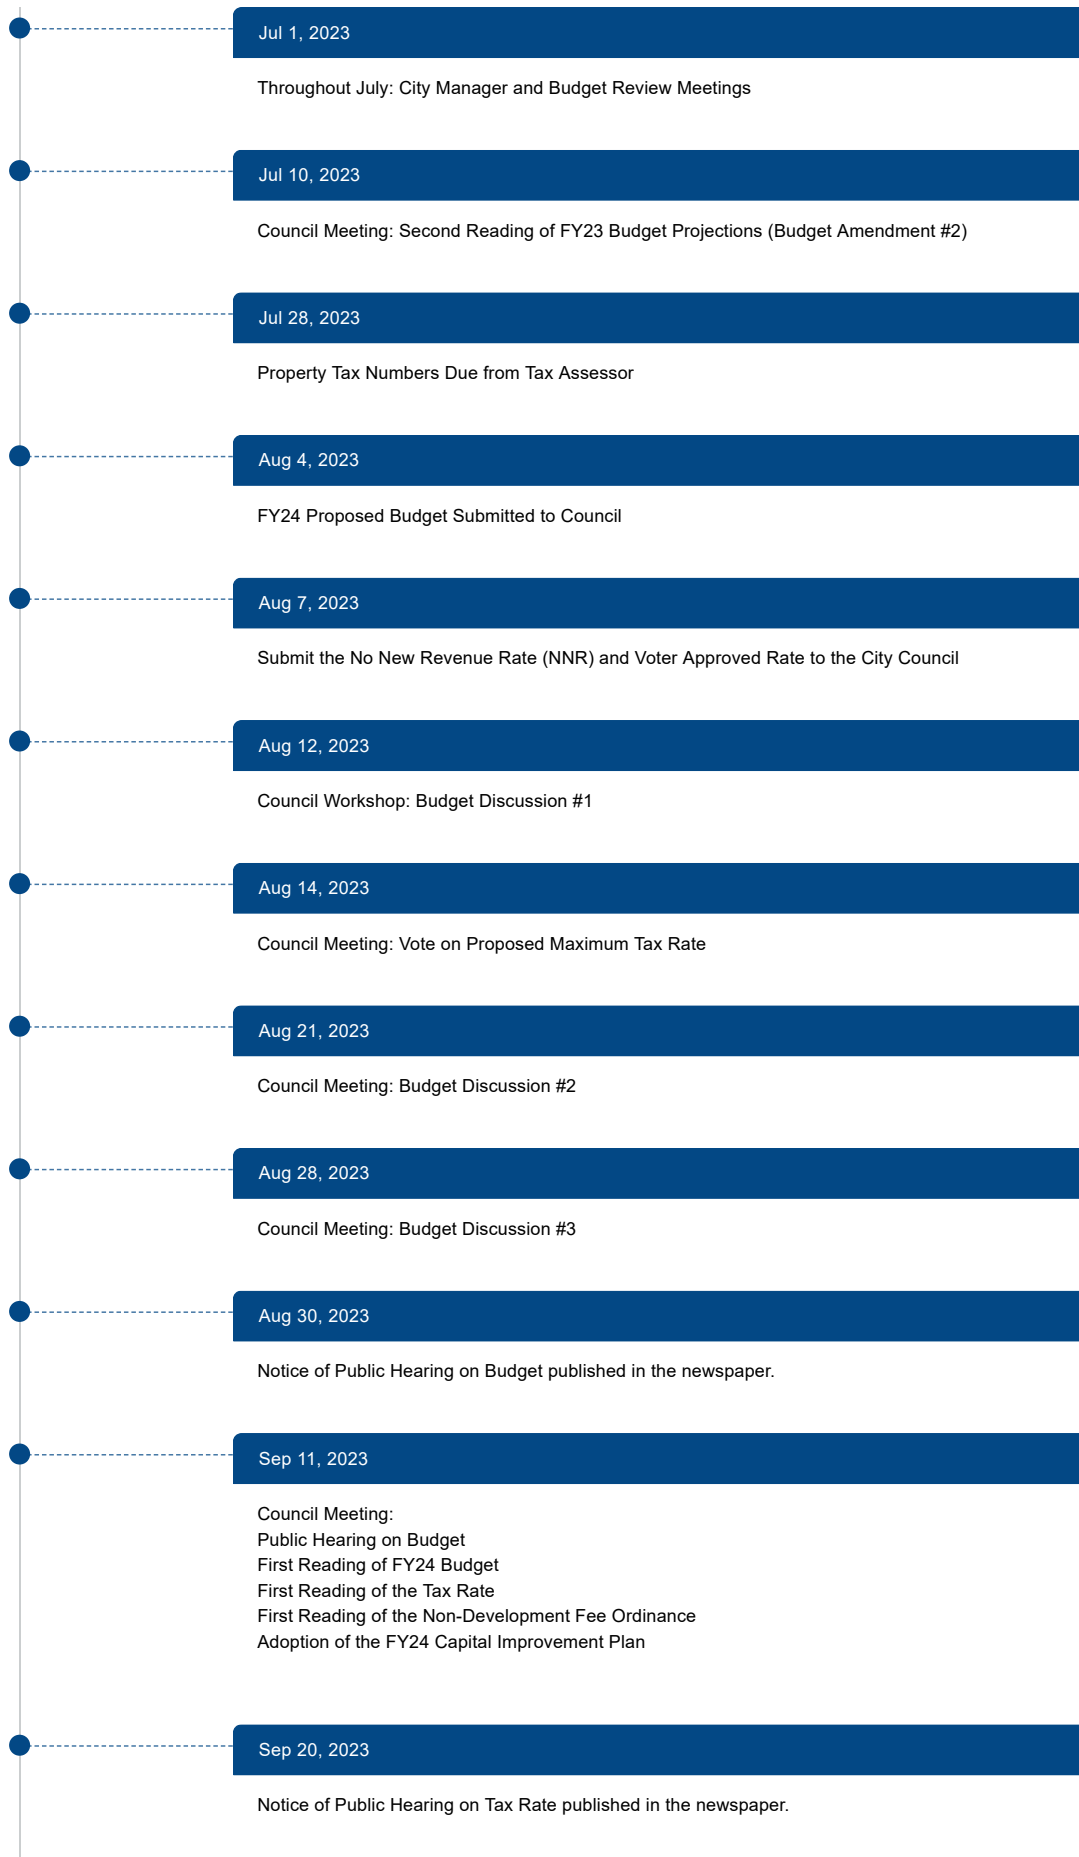 Jul 1, 2023
Throughout July: City Manager and Budget Review Meetings
Jul 10, 2023
Council Meeting: Second Reading of FY23 Budget Projections (Budget Amendment #2)
Jul 28, 2023
Property Tax Numbers Due from Tax Assessor
Aug 4, 2023
FY24 Proposed Budget Submitted to Council
Aug 7, 2023
Submit the No New Revenue Rate (NNR) and Voter Approved Rate to the City Council
Aug 12, 2023
Council Workshop: Budget Discussion #1
Aug 14, 2023
Council Meeting: Vote on Proposed Maximum Tax Rate
Aug 21, 2023
Council Meeting: Budget Discussion #2
Aug 28, 2023
Council Meeting: Budget Discussion #3
Aug 30, 2023
Notice of Public Hearing on Budget published in the newspaper.
Sep 11, 2023
Council Meeting:
Public Hearing on Budget
First Reading of FY24 Budget
First Reading of the Tax Rate
First Reading of the Non-Development Fee Ordinance
Adoption of the FY24 Capital Improvement Plan
Sep 20, 2023
Notice of Public Hearing on Tax Rate published in the newspaper.